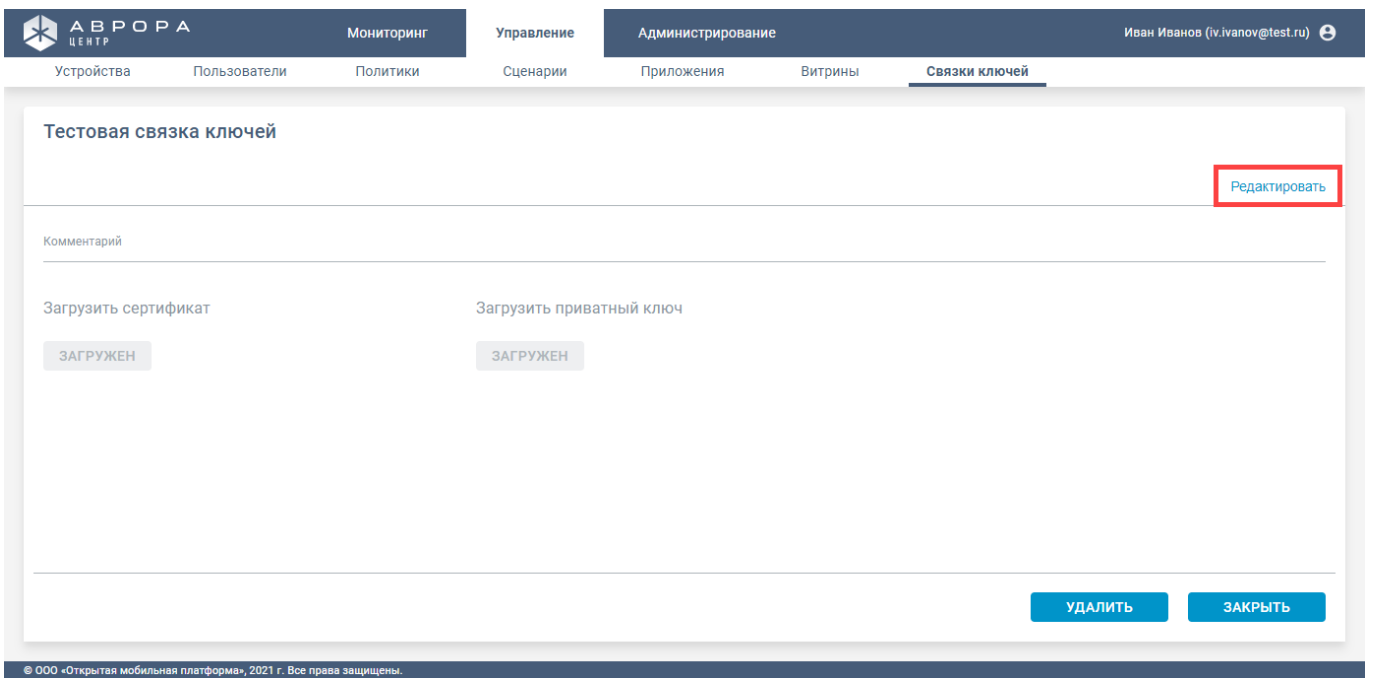 АВРОРА
ЦЕНТР
Мониторинг Управление Администрирование Иван Иванов (iv.ivanov@test.ru)
Устройства Пользователи Политики Сценарии Приложения Витрины Связки ключей
Тестовая связка ключей
Редактировать
Комментарий
Загрузить сертификат Загрузить приватный ключ
ЗАГРУЖЕН ЗАГРУЖЕН
УДАЛИТЬ ЗАКРЫТЬ
© ООО «Открытая мобильная платформа», 2021 г. Все права защищены.